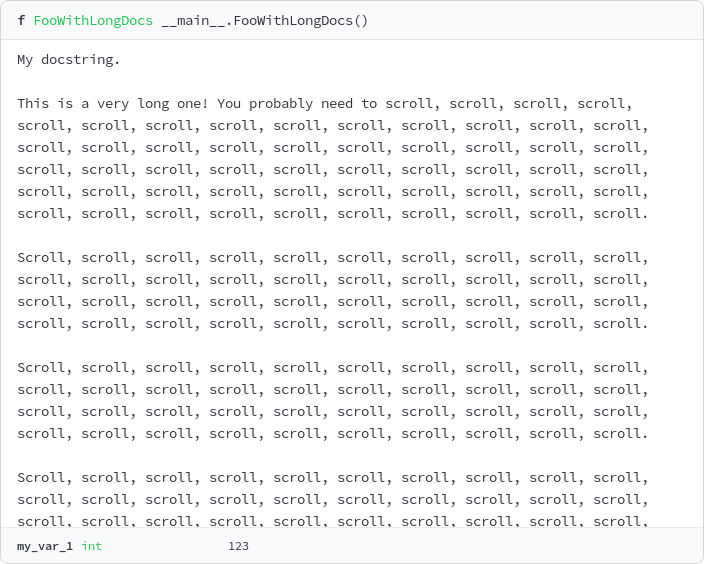 f FooWithLongDocs __main__.FooWithLongDocs()
My docstring.
This is a very long one! You probably need to scroll, scroll, scroll, scroll,
scroll, scroll, scroll, scroll, scroll, scroll, scroll, scroll, scroll, scroll,
scroll, scroll, scroll, scroll, scroll, scroll, scroll, scroll, scroll, scroll,
scroll, scroll, scroll, scroll, scroll, scroll, scroll, scroll, scroll, scroll,
scroll, scroll, scroll, scroll, scroll, scroll, scroll, scroll, scroll, scroll,
scroll, scroll, scroll, scroll, scroll, scroll, scroll, scroll, scroll, scroll.
Scroll, scroll, scroll, scroll, scroll, scroll, scroll, scroll, scroll, scroll,
scroll, scroll, scroll, scroll, scroll, scroll, scroll, scroll, scroll, scroll,
scroll, scroll, scroll, scroll, scroll, scroll, scroll, scroll, scroll, scroll,
scroll, scroll, scroll, scroll, scroll, scroll, scroll, scroll, scroll, scroll.
Scroll, scroll, scroll, scroll, scroll, scroll, scroll, scroll, scroll, scroll,
scroll, scroll, scroll, scroll, scroll, scroll, scroll, scroll, scroll, scroll,
scroll, scroll, scroll, scroll, scroll, scroll, scroll, scroll, scroll, scroll,
scroll, scroll, scroll, scroll, scroll, scroll, scroll, scroll, scroll, scroll.
Scroll, scroll, scroll, scroll, scroll, scroll, scroll, scroll, scroll, scroll,
scroll, scroll, scroll, scroll, scroll, scroll, scroll, scroll, scroll, scroll,
scroll, scroll, scroll, scroll, scroll, scroll, scroll, scroll, scroll, scroll,
my_var_1 int 123